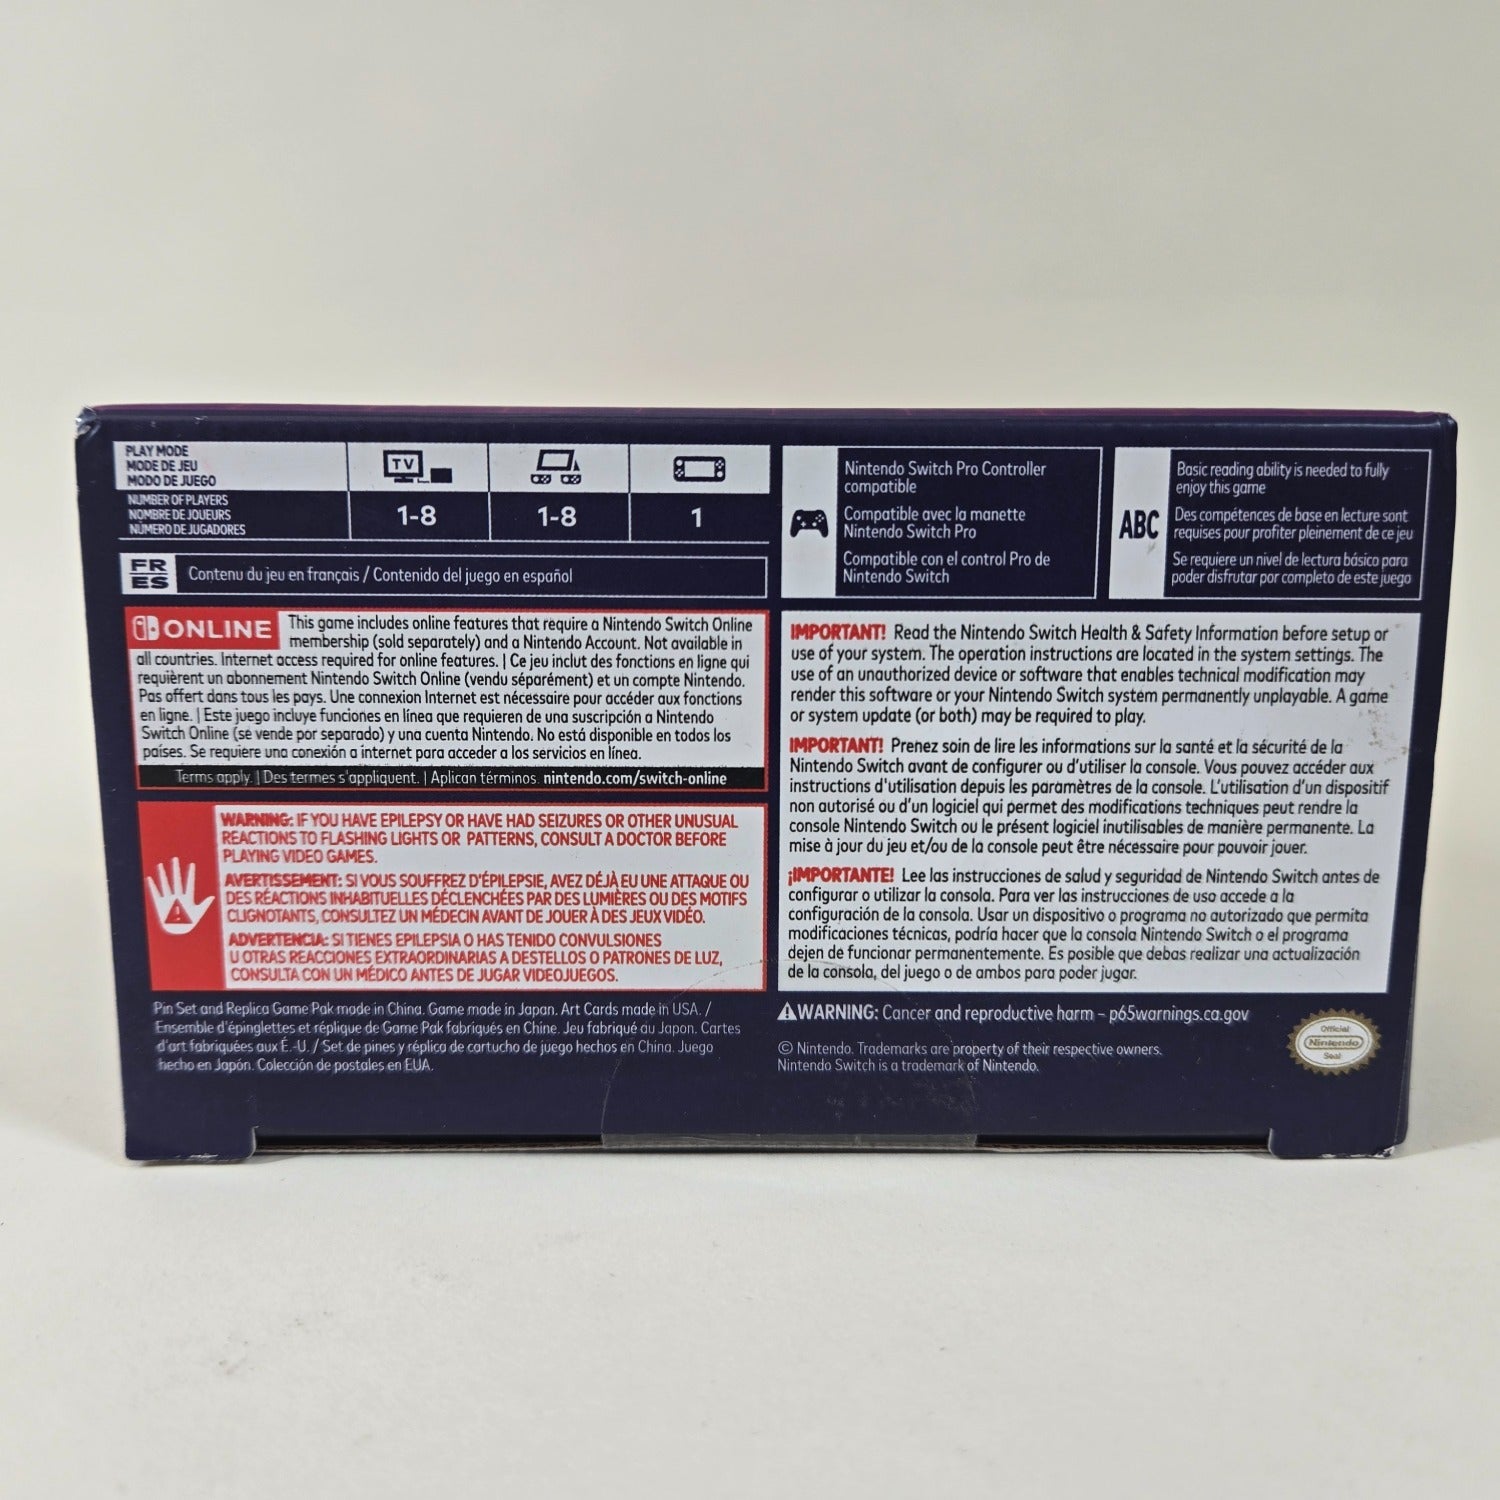 PLAY MODE
MODE DE JEU
MODO DE JUEGO
TV
NUMBER OF PLAYERS
NOMBRE DE JOUEURS
NÚMERO DE JUGADORES
1-8
1-8
1
FR
ES
Contenu du jeu en français / Contenido del juego en español
ONLINE
This game includes online features that require a Nintendo Switch Online
membership (sold separately) and a Nintendo Account. Not available in
all countries. Internet access required for online features. | Ce jeu inclut des fonctions en ligne qui
requièrent un abonnement Nintendo Switch Online (vendu séparément) et un compte Nintendo.
Pas offert dans tous les pays. Une connexion Internet est nécessaire pour accéder aux fonctions
en ligne. | Este juego incluye funciones en línea que requieren de una suscripción a Nintendo
Switch Online (se vende por separado) y una cuenta Nintendo. No está disponible en todos los
países. Se requiere una conexión a internet para acceder a los servicios en línea.
Terms apply. | Des termes s'appliquent. | Aplican términos. nintendo.com/switch-online
WARNING: IF YOU HAVE EPILEPSY OR HAVE HAD SEIZURES OR OTHER UNUSUAL
REACTIONS TO FLASHING LIGHTS OR PATTERNS, CONSULT A DOCTOR BEFORE
PLAYING VIDEO GAMES.
AVERTISSEMENT: SI VOUS SOUFFREZ D'ÉPILEPSIE, AVEZ DÉJÀ EU UNE ATTAQUE OU
DES RÉACTIONS INHABITUELLES DÉCLENCHÉES PAR DES LUMIÈRES OU DES MOTIFS
CLIGNOTANTS, CONSULTEZ UN MÉDECIN AVANT DE JOUER À DES JEUX VIDÉO.
ADVERTENCIA: SI TIENES EPILEPSIA O HAS TENIDO CONVULSIONES
U OTRAS REACCIONES EXTRAORDINARIAS A DESTELLOS O PATRONES DE LUZ,
CONSULTA CON UN MÉDICO ANTES DE JUGAR VIDEOJUEGOS.
Pin Set and Replica Game Pak made in China. Game made in Japan. Art Cards made in USA. /
Ensemble d'épinglettes et réplique de Game Pak fabriqués en Chine. Jeu fabriqué au Japon. Cartes
d'art fabriquées aux É.-U. / Set de pines y réplica de cartucho de juego hechos en China. Juego
hecho en Japón. Colección de postales en EUA.
Nintendo Switch Pro Controller
compatible
Compatible avec la manette
Nintendo Switch Pro
Compatible con el control Pro de
Nintendo Switch
ABC
Basic reading ability is needed to fully
enjoy this game
Des compétences de base en lecture sont
requises pour profiter pleinement de ce jeu
Se requiere un nivel de lectura básico para
poder disfrutar por completo de este juego
IMPORTANT! Read the Nintendo Switch Health & Safety Information before setup or
use of your system. The operation instructions are located in the system settings. The
use of an unauthorized device or software that enables technical modification may
render this software or your Nintendo Switch system permanently unplayable. A game
or system update (or both) may be required to play.
IMPORTANT! Prenez soin de lire les informations sur la santé et la sécurité de la
Nintendo Switch avant de configurer ou d'utiliser la console. Vous pouvez accéder aux
instructions d'utilisation depuis les paramètres de la console. L'utilisation d'un dispositif
non autorisé ou d'un logiciel qui permet des modifications techniques peut rendre la
console Nintendo Switch ou le présent logiciel inutilisables de manière permanente. La
mise à jour du jeu et/ou de la console peut être nécessaire pour pouvoir jouer.
¡IMPORTANTE! Lee las instrucciones de salud y seguridad de Nintendo Switch antes de
configurar o utilizar la consola. Para ver las instrucciones de uso accede a la
configuración de la consola. Usar un dispositivo o programa no autorizado que permita
modificaciones técnicas, podría hacer que la consola Nintendo Switch o el programa
dejen de funcionar permanentemente. Es posible que debas realizar una actualización
de la consola, del juego o de ambos para poder jugar.
WARNING: Cancer and reproductive harm – p65warnings.ca.gov
© Nintendo. Trademarks are property of their respective owners.
Nintendo Switch is a trademark of Nintendo.
Official
Nintendo
Seal